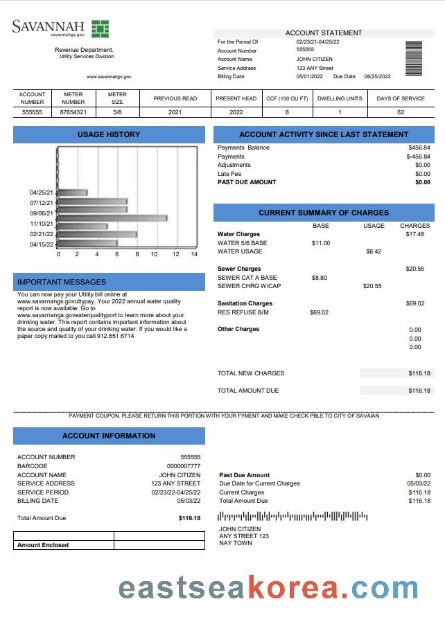 SAVANNAH
savannahga.gov
Revenue Department.
Utility Services Division
www.savannahga.gov
ACCOUNT STATEMENT
For the Period Of 02/23/21-04/25/22
Account Number 555555
Account Name JOHN CITIZEN
Service Address 123 ANY Street
Billing Date 05/01/2022 Due Date 06/25/2022
ACCOUNT NUMBER METER NUMBER METER SIZE PREVIOUS READ PRESENT HEAD CCF (100 OU FT) DWELLING UNITS DAYS OF SERVICE
555555 87654321 5/8 2021 2022 6 1 62
USAGE HISTORY
04/25/21
07/12/21
09/06/21
11/10/21
02/21/22
04/15/22
0 2 4 6 8 10 12 14
IMPORTANT MESSAGES
You can now pay your Utility bill online at
www.savamangs.govuttypay. Your 2022 annual water quality
report is now available. Go to
www.savamanga.goveaterqualityport to learn more about your
drinking water. This report contains important information about
the source and quality of your drinking water. If you would like a
paper copy mailed to you call 912.651 6714
ACCOUNT ACTIVITY SINCE LAST STATEMENT
Payments Balance $456.84
Payments $-456.84
Adjustments $0.00
Late Fee $0.00
PAST DUE AMOUNT $0.00
CURRENT SUMMARY OF CHARGES
BASE USAGE CHARGES
Water Charges $17.48
WATER 5/6 BASE $11.00
WATER USAGE $6.42
Sewer Charges $20.55
SEWER CAT A BASE $8.80
SEWER CHRG W/CAP $20.55
Sanitation Charges $69.02
RES REFUSE B/M $69.02
Other Charges 0.00
0.00
0.00
TOTAL NEW CHARGES $116.18
TOTAL AMOUNT DUE $116.18
PAYMENT COUPON. PLEASE RETURN THIS PORTION WITH YOUR FYMENT AND MAKE CHECK PBLE TO CITY OF SAVAIAN
ACCOUNT INFORMATION
ACCOUNT NUMBER 555555
BARCODE 0000007777
ACCOUNT NAME JOHN CITIZEN
SERVICE ADDRESS 123 ANY STREET
SERVICE PERIOD 02/23/22-04/25/22
BILLING DATE 05/03/22
Total Amount Due $116.18
Amount Enclosed
Past Due Amount $0.00
Due Date for Current Charges 05/03/22
Current Charges $116.18
Total Amount Due $116.18
JOHN CITIZEN
ANY STREET 123
NAY TOWN
eastseakorea.com